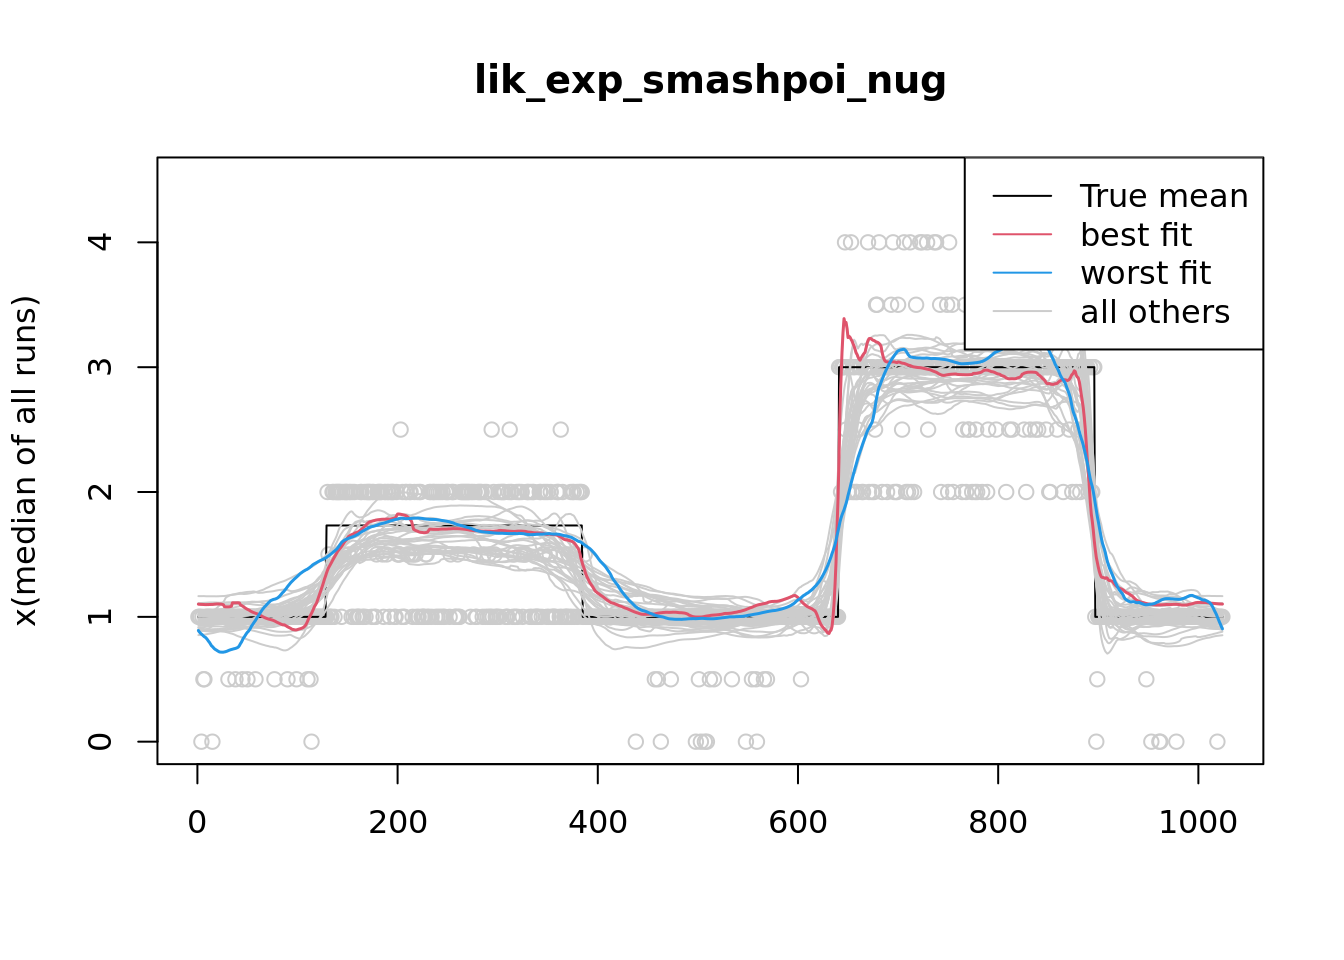 lik_exp_smashpoi_nug
x(median of all runs)
4
3
2
1
0
True mean
best fit
worst fit
all others
0 200 400 600 800 1000